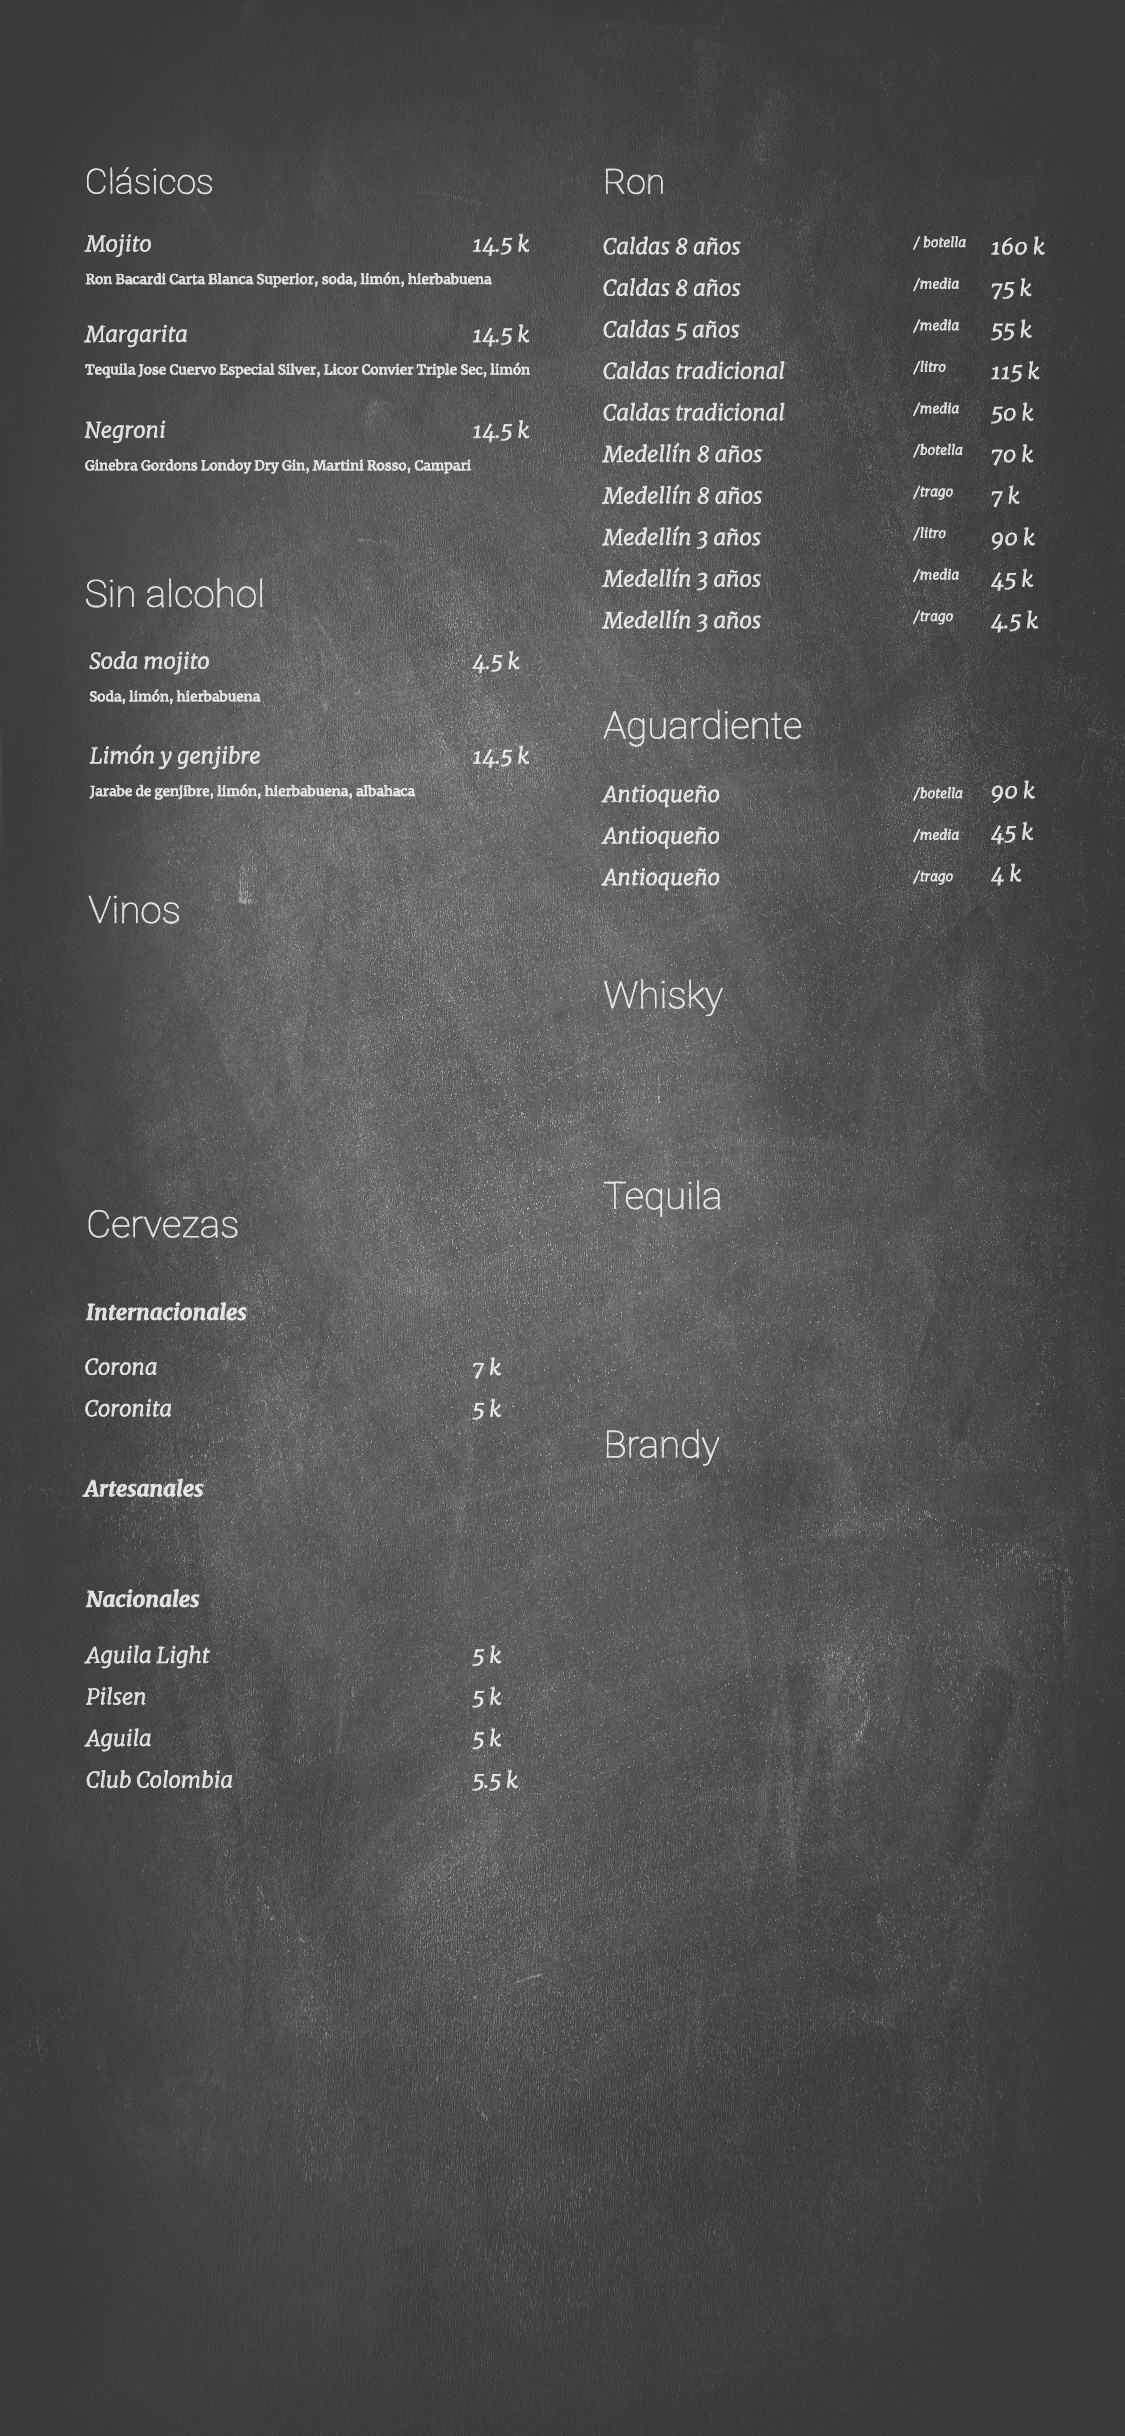 Clásicos
Mojito 14.5 k
Ron Bacardi Carta Blanca Superior, soda, limón, hierbabuena
Margarita 14.5 k
Tequila Jose Cuervo Especial Silver, Licor Convier Triple Sec, limón
Negroni 14.5 k
Ginebra Gordons Londoy Dry Gin, Martini Rosso, Campari
Sin alcohol
Soda mojito 4.5 k
Soda, limón, hierbabuena
Limón y genjibre 14.5 k
Jarabe de genjibre, limón, hierbabuena, albahaca
Vinos
Cervezas
Internacionales
Corona 7 k
Coronita 5 k
Artesanales
Nacionales
Aguila Light 5 k
Pilsen 5 k
Aguila 5 k
Club Colombia 5.5 k
Ron
Caldas 8 años / botella 160 k
Caldas 8 años /media 75 k
Caldas 5 años /media 55 k
Caldas tradicional /litro 115 k
Caldas tradicional /media 50 k
Medellín 8 años /botella 70 k
Medellín 8 años /trago 7 k
Medellín 3 años /litro 90 k
Medellín 3 años /media 45 k
Medellín 3 años /trago 4.5 k
Aguardiente
Antioqueño /botella 90 k
Antioqueño /media 45 k
Antioqueño /trago 4 k
Whisky
Tequila
Brandy